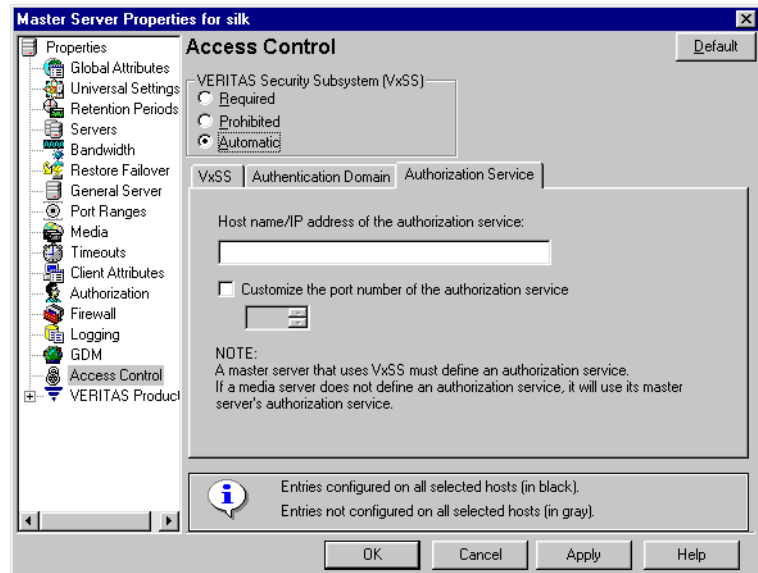 Master Server Properties for silk
Properties
Global Attributes
Universal Settings
Retention Periods
Servers
Bandwidth
Restore Failover
General Server
Port Ranges
Media
Timeouts
Client Attributes
Authorization
Firewall
Logging
GDM
Access Control
VERITAS Product
Access Control
Default
VERITAS Security Subsystem (VxSS)
Required
Prohibited
Automatic
VxSS
Authentication Domain
Authorization Service
Host name/IP address of the authorization service:
Customize the port number of the authorization service
NOTE:
A master server that uses VxSS must define an authorization service.
If a media server does not define an authorization service, it will use its master
server's authorization service.
Entries configured on all selected hosts (in black).
Entries not configured on all selected hosts (in gray).
OK
Cancel
Apply
Help